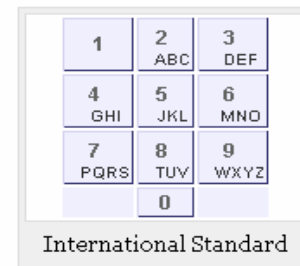 1 2 3
ABC DEF
4 5 6
GHI JKL MNO
7 8 9
PQRS TUV WXYZ
0
International Standard